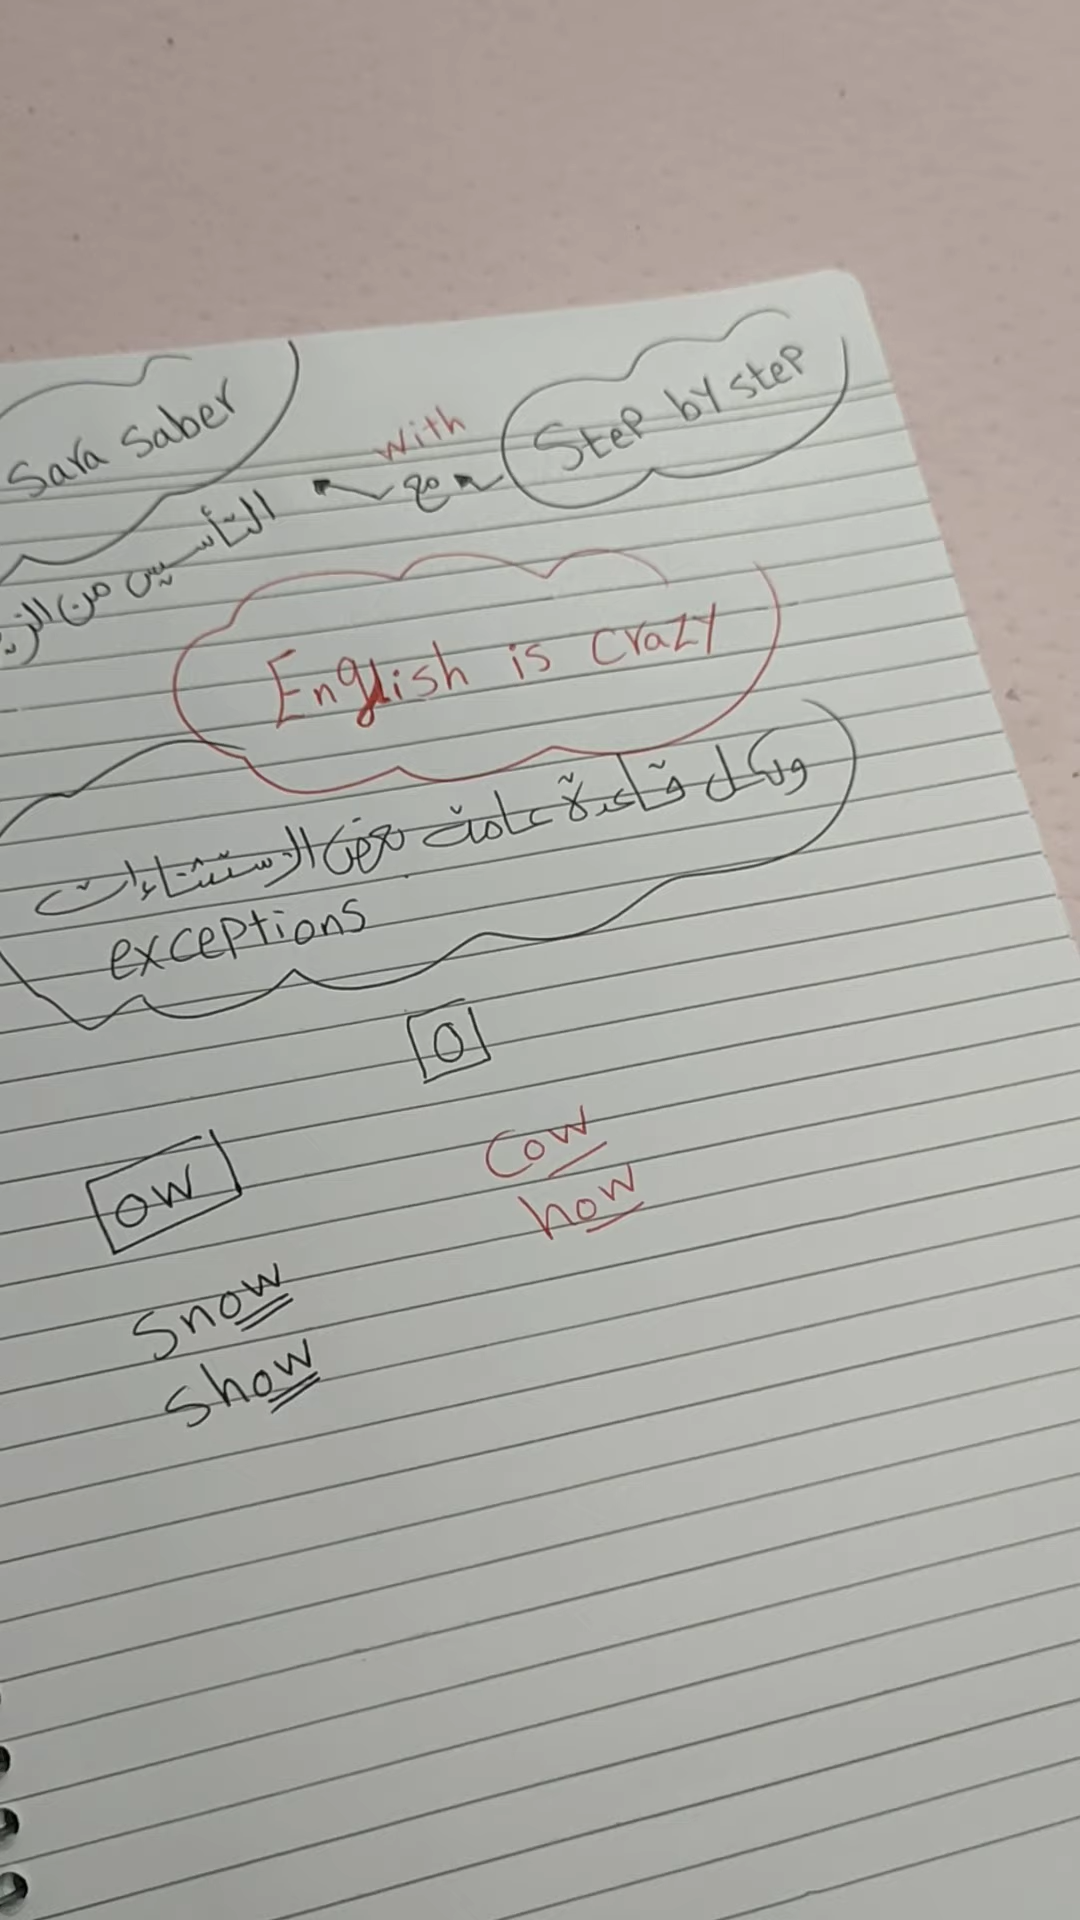 Step by step
With
مع
Sara Saber
التأسيس من
English is crazy
ولكل قاعدة عامة بعض الاستثناءات
exceptions
O
ow
Cow
how
Snow
show